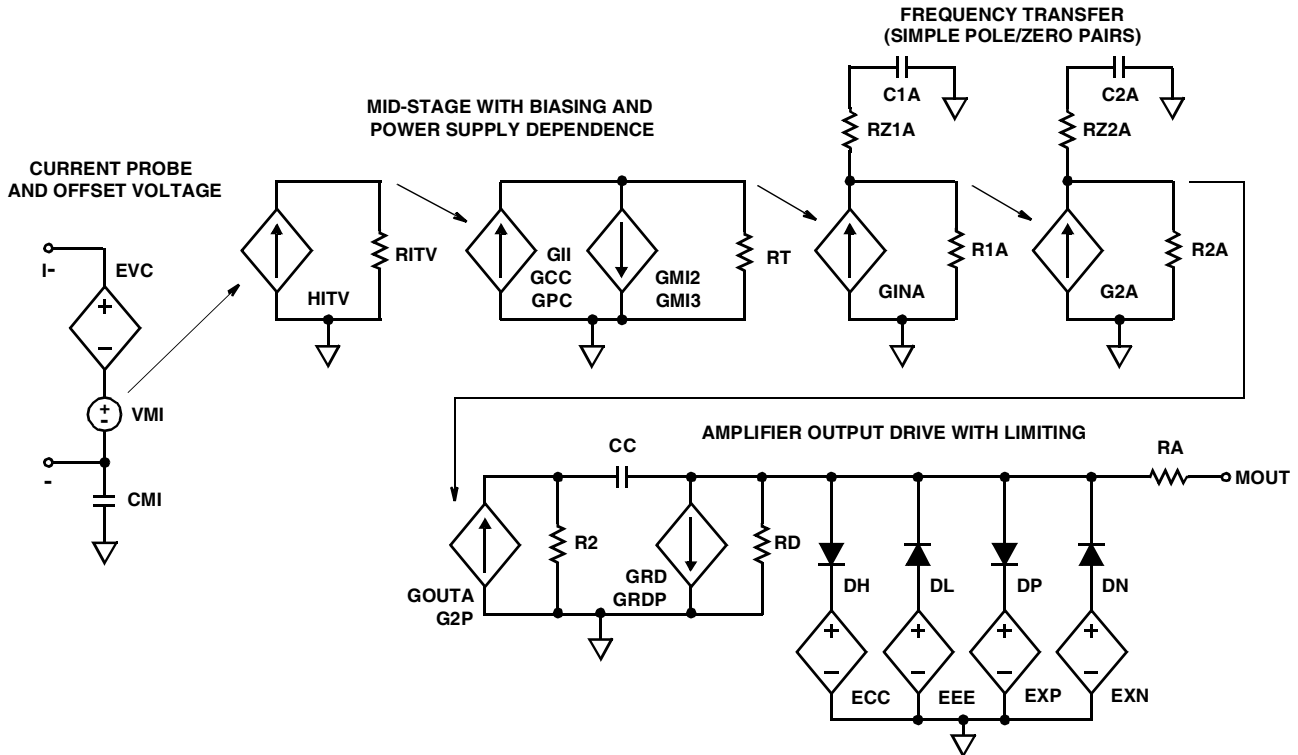 FREQUENCY TRANSFER
(SIMPLE POLE/ZERO PAIRS)
C1A
C2A
RZ1A
RZ2A
MID-STAGE WITH BIASING AND
POWER SUPPLY DEPENDENCE
CURRENT PROBE
AND OFFSET VOLTAGE
I-
EVC
+
−
VMI
+
-
-
CMI
HITV
RITV
GII
GCC
GPC
GMI2
GMI3
RT
GINA
R1A
G2A
R2A
AMPLIFIER OUTPUT DRIVE WITH LIMITING
CC
RA
MOUT
R2
RD
GOUTA
G2P
GRD
GRDP
DH
DL
DP
DN
+
−
+
−
+
−
+
−
ECC
EEE
EXP
EXN